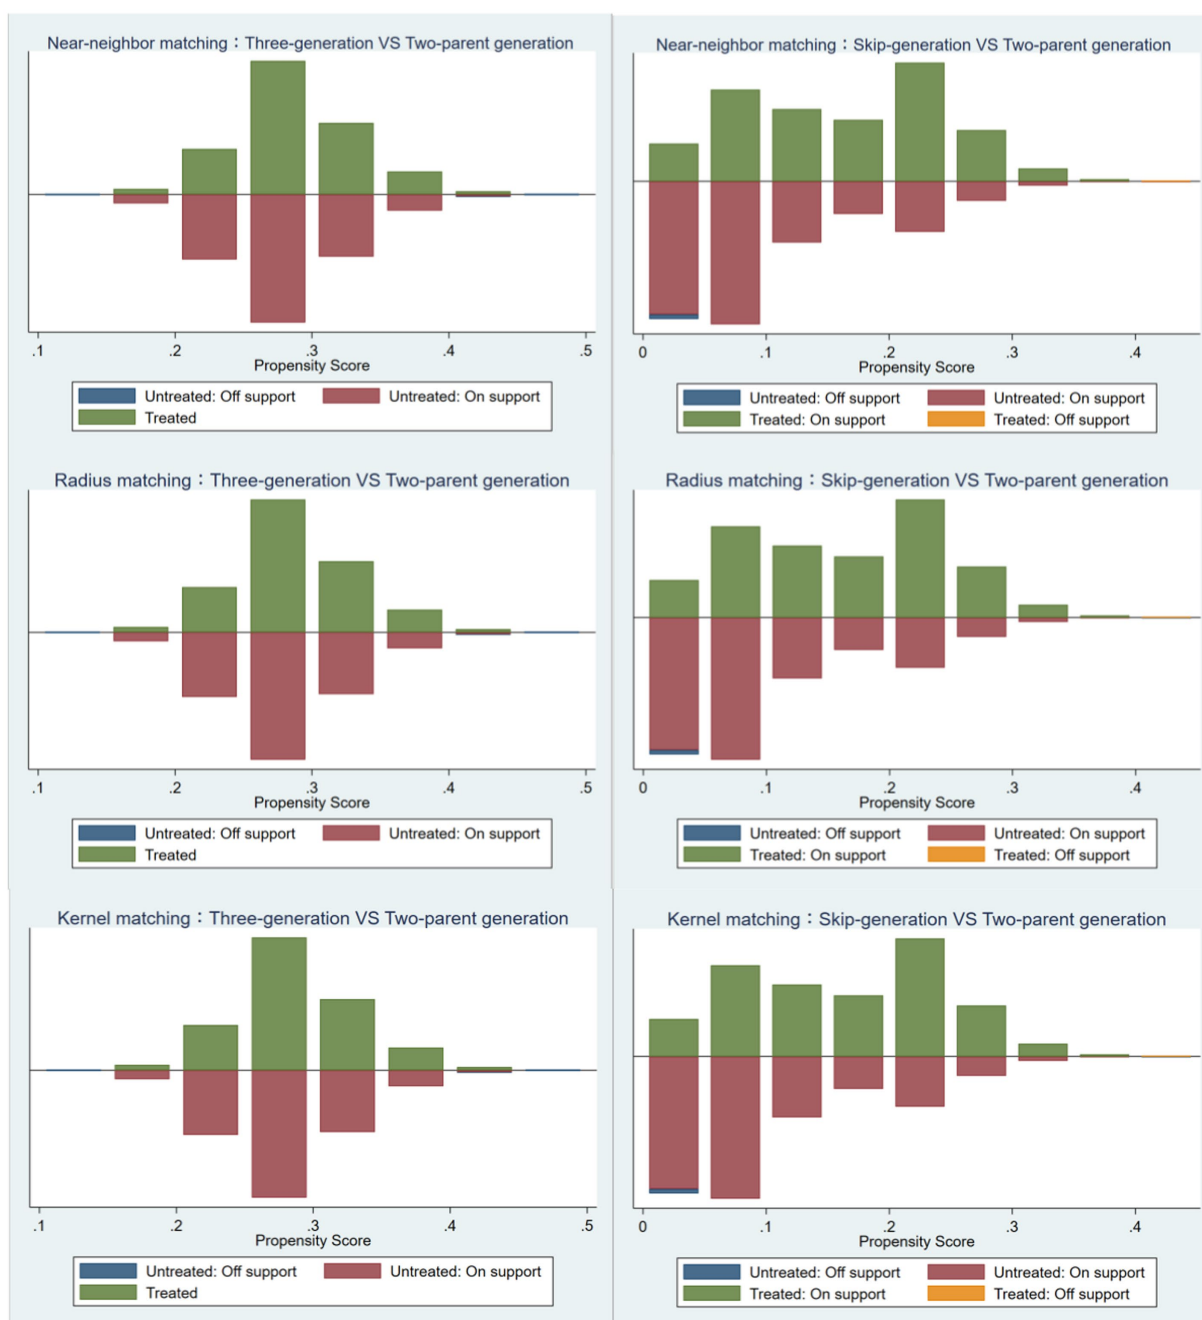 Near-neighbor matching：Three-generation VS Two-parent generation
.1 .2 .3 .4 .5
Propensity Score
Untreated: Off support Untreated: On support
Treated
Near-neighbor matching：Skip-generation VS Two-parent generation
0 .1 .2 .3 .4
Propensity Score
Untreated: Off support Untreated: On support
Treated: On support Treated: Off support
Radius matching：Three-generation VS Two-parent generation
.1 .2 .3 .4 .5
Propensity Score
Untreated: Off support Untreated: On support
Treated
Radius matching：Skip-generation VS Two-parent generation
0 .1 .2 .3 .4
Propensity Score
Untreated: Off support Untreated: On support
Treated: On support Treated: Off support
Kernel matching：Three-generation VS Two-parent generation
.1 .2 .3 .4 .5
Propensity Score
Untreated: Off support Untreated: On support
Treated
Kernel matching：Skip-generation VS Two-parent generation
0 .1 .2 .3 .4
Propensity Score
Untreated: Off support Untreated: On support
Treated: On support Treated: Off support